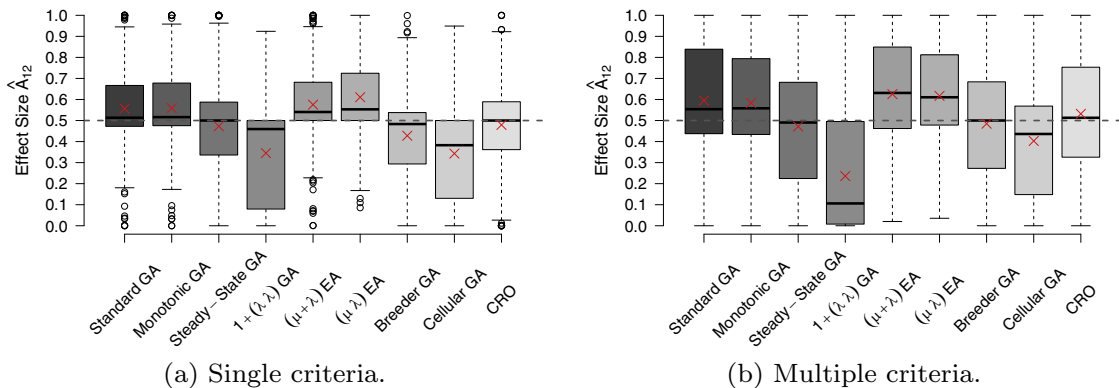 1.0
0.9
0.8
0.7
0.6
0.5
0.4
0.3
0.2
0.1
0.0
Effect Size Â12
Standard GA
Monotonic GA
Steady−State GA
1+(λ λ) GA
(μ+λ) EA
(μ λ) EA
Breeder GA
Cellular GA
CRO
(a) Single criteria.
1.0
0.9
0.8
0.7
0.6
0.5
0.4
0.3
0.2
0.1
0.0
Effect Size Â12
Standard GA
Monotonic GA
Steady−State GA
1+(λ λ) GA
(μ+λ) EA
(μ λ) EA
Breeder GA
Cellular GA
CRO
(b) Multiple criteria.